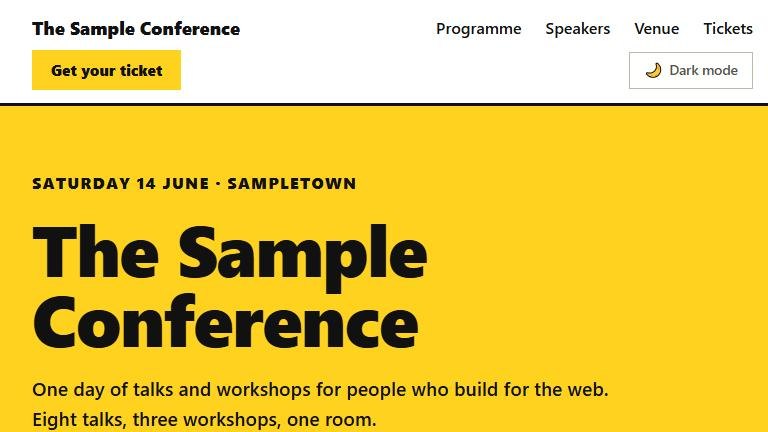 The Sample Conference
Programme Speakers Venue Tickets
Get your ticket
🌙 Dark mode
SATURDAY 14 JUNE · SAMPLETOWN
The Sample
Conference
One day of talks and workshops for people who build for the web.
Eight talks, three workshops, one room.